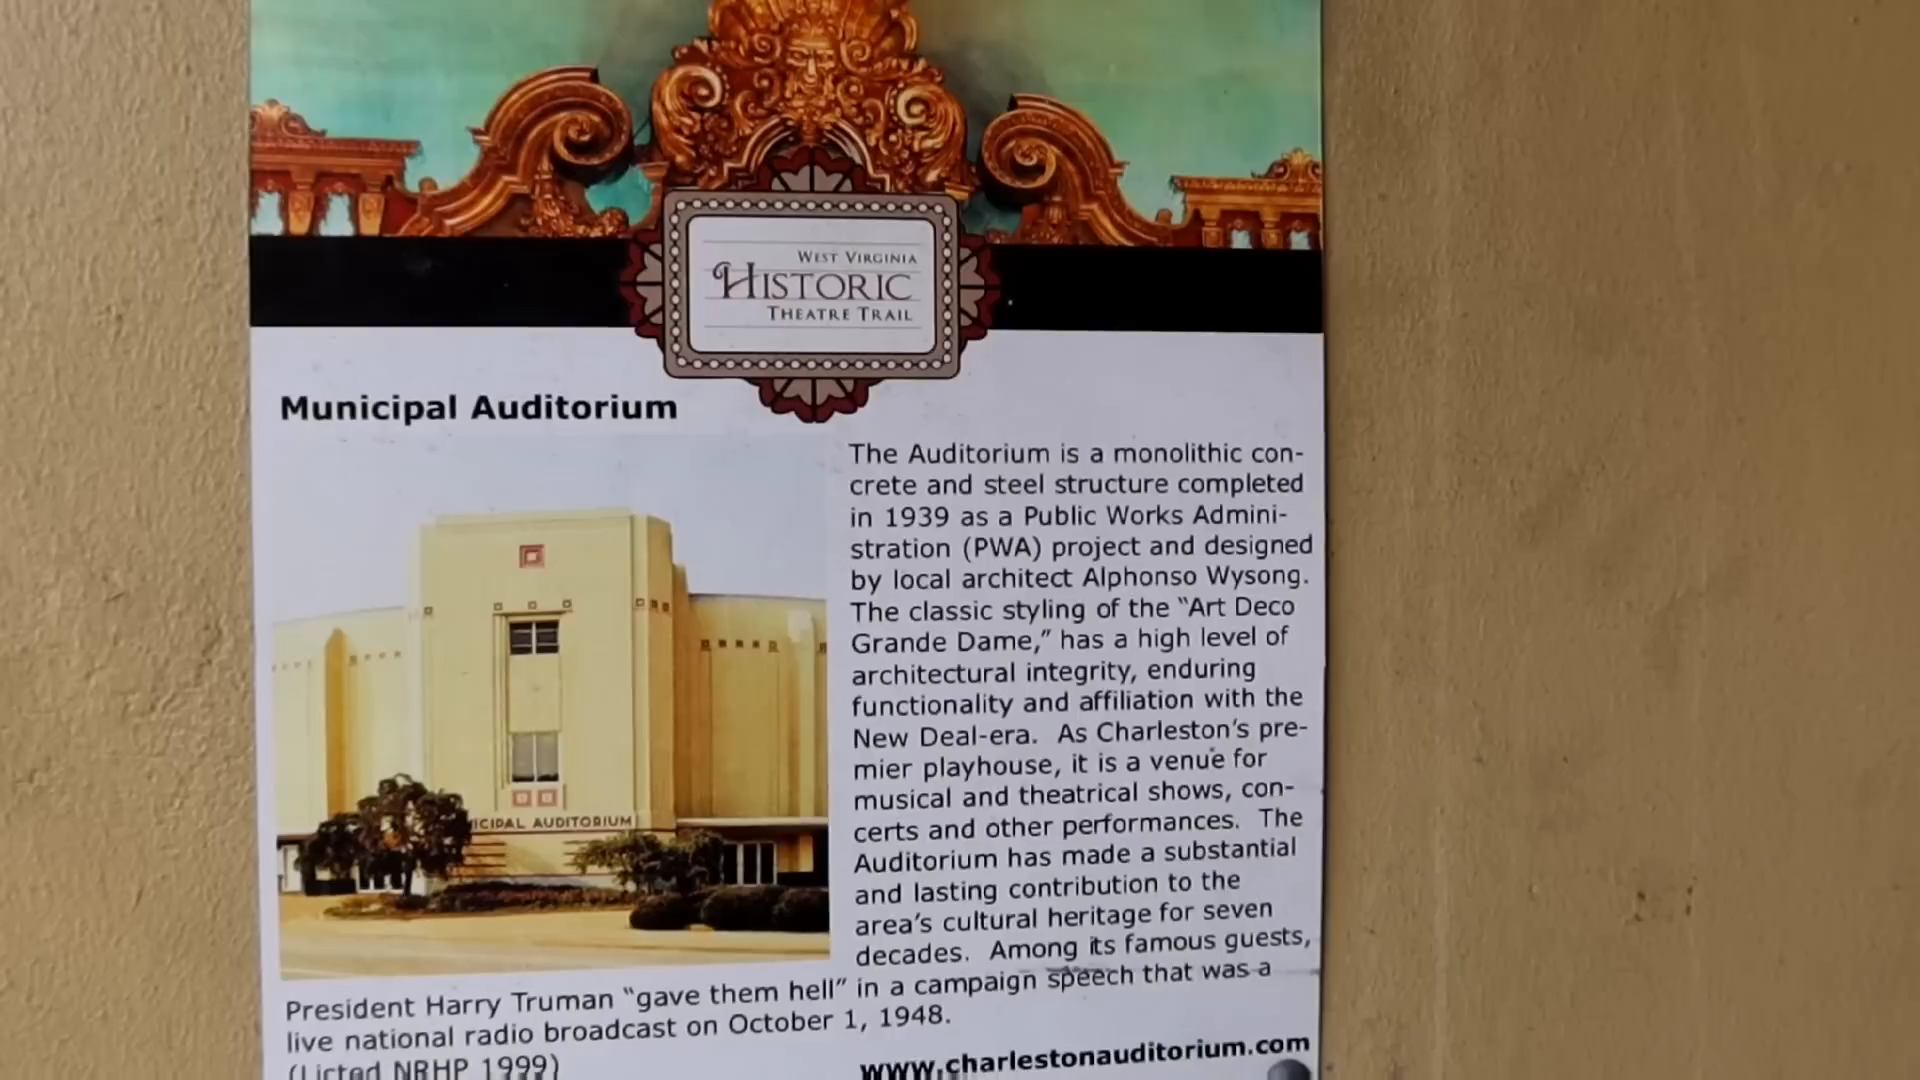 West Virginia
Historic
Theatre Trail
Municipal Auditorium
The Auditorium is a monolithic con-
crete and steel structure completed
in 1939 as a Public Works Admini-
stration (PWA) project and designed
by local architect Alphonso Wysong.
The classic styling of the “Art Deco
Grande Dame,” has a high level of
architectural integrity, enduring
functionality and affiliation with the
New Deal-era. As Charleston’s pre-
mier playhouse, it is a venue for
musical and theatrical shows, con-
certs and other performances. The
Auditorium has made a substantial
and lasting contribution to the
area’s cultural heritage for seven
decades. Among its famous guests,
President Harry Truman “gave them hell” in a campaign speech that was a
live national radio broadcast on October 1, 1948.
(Listed NRHP 1999)
www.charlestonauditorium.com
ICIPAL AUDITORIUM